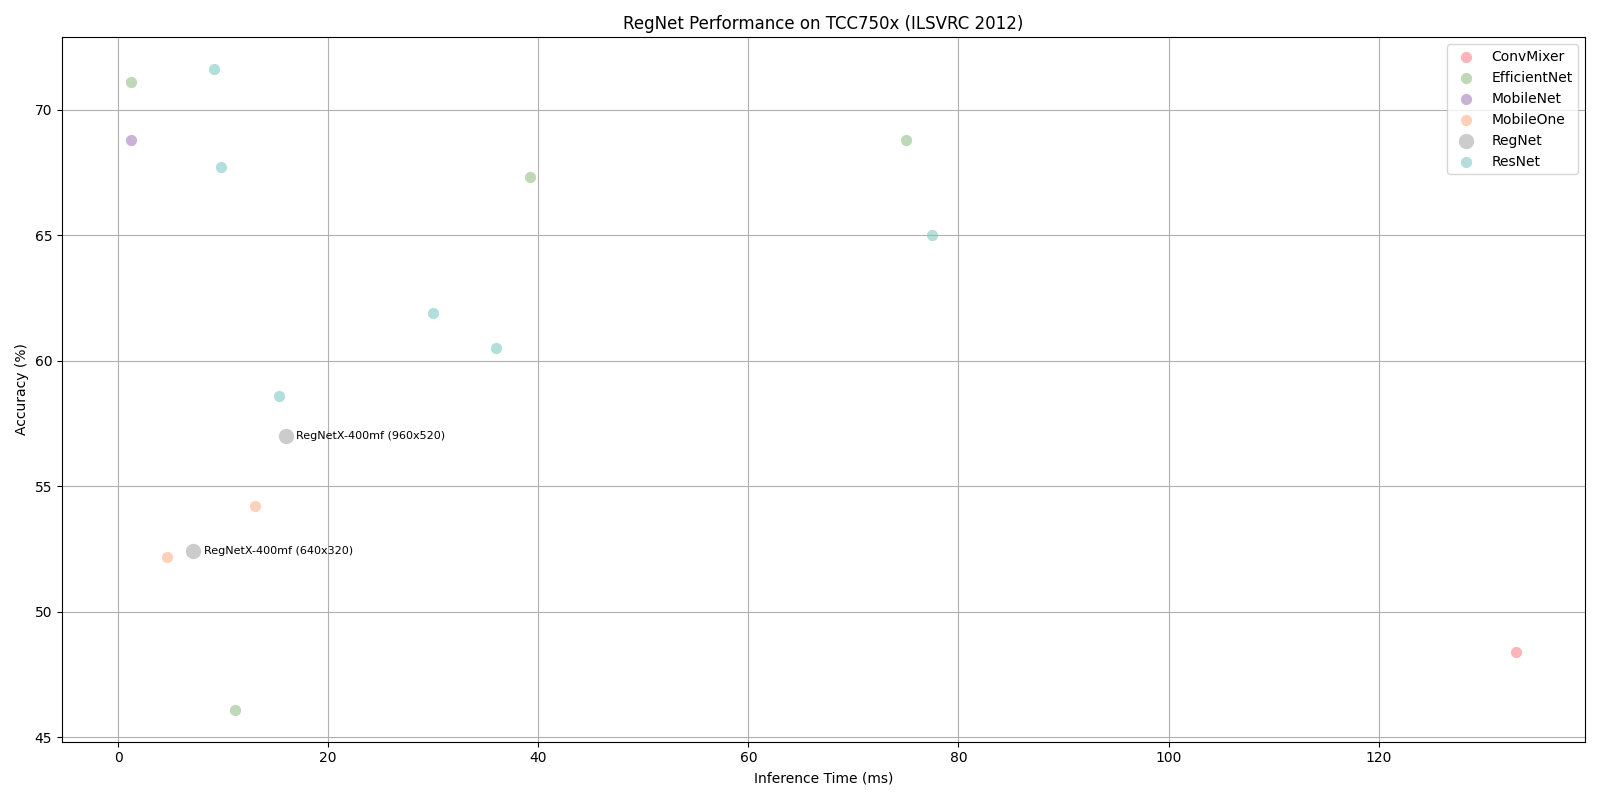 RegNet Performance on TCC750x (ILSVRC 2012)
ConvMixer
EfficientNet
MobileNet
MobileOne
RegNet
ResNet
70
65
60
55
50
45
Accuracy (%)
RegNetX-400mf (960x520)
RegNetX-400mf (640x320)
0 20 40 60 80 100 120
Inference Time (ms)